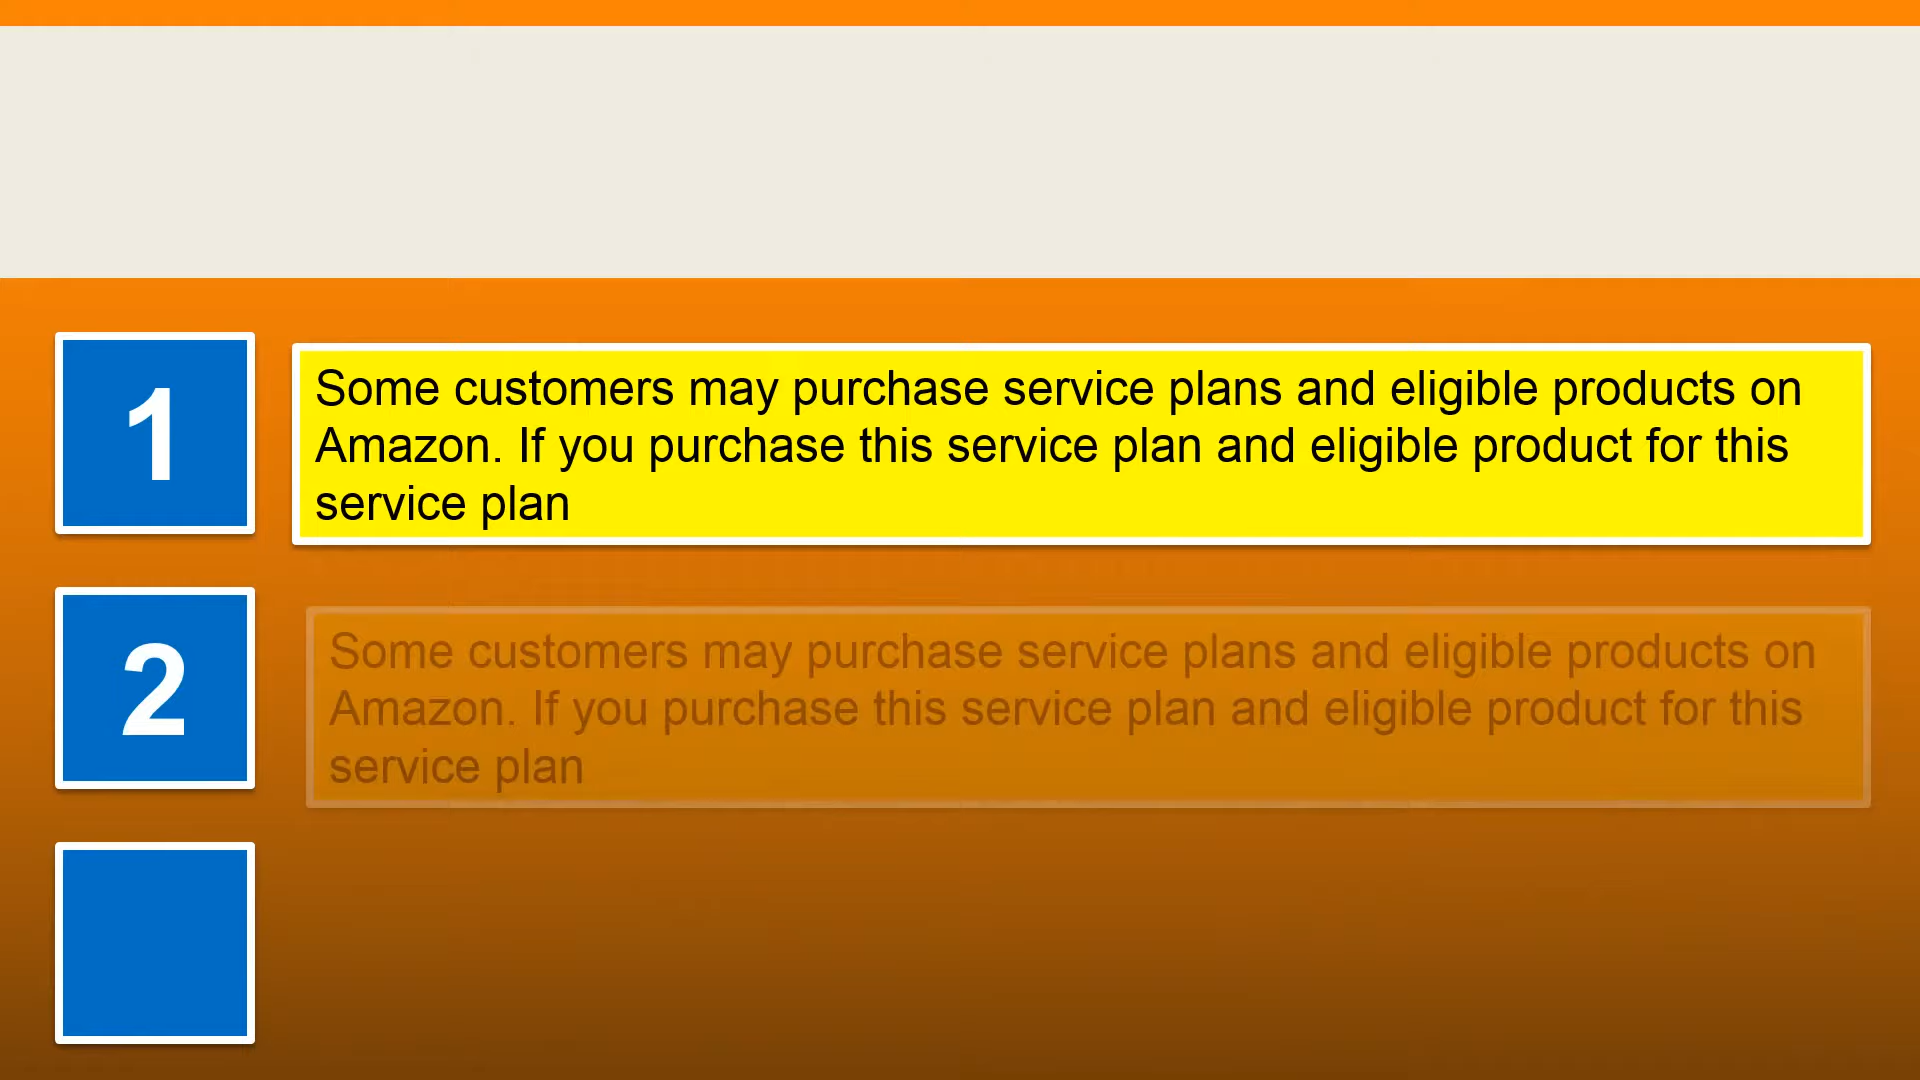 1
Some customers may purchase service plans and eligible products on
Amazon. If you purchase this service plan and eligible product for this
service plan
2
Some customers may purchase service plans and eligible products on
Amazon. If you purchase this service plan and eligible product for this
service plan